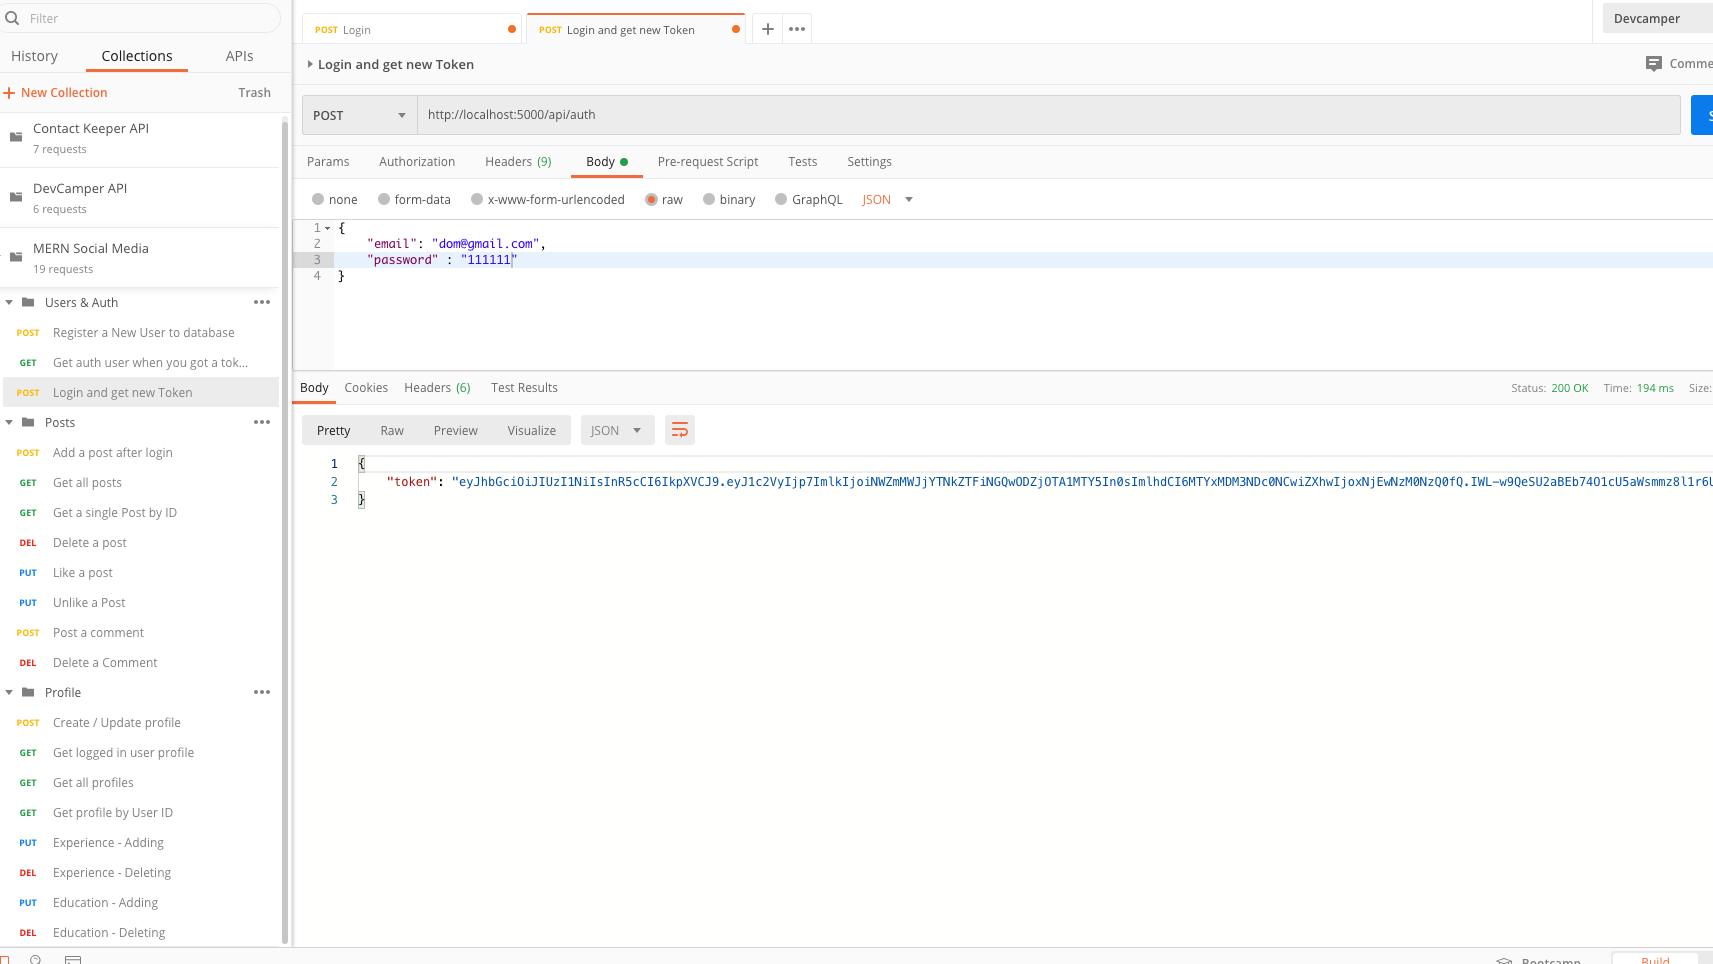 Filter
History Collections APIs
New Collection Trash
Contact Keeper API
7 requests
DevCamper API
6 requests
MERN Social Media
19 requests
Users & Auth
POST Register a New User to database
GET Get auth user when you got a tok...
POST Login and get new Token
Posts
POST Add a post after login
GET Get all posts
GET Get a single Post by ID
DEL Delete a post
PUT Like a post
PUT Unlike a Post
POST Post a comment
DEL Delete a Comment
Profile
POST Create / Update profile
GET Get logged in user profile
GET Get all profiles
GET Get profile by User ID
PUT Experience - Adding
DEL Experience - Deleting
PUT Education - Adding
DEL Education - Deleting
POST Login POST Login and get new Token
Devcamper
Login and get new Token
Comme
POST http://localhost:5000/api/auth
S
Params Authorization Headers (9) Body Pre-request Script Tests Settings
none form-data x-www-form-urlencoded raw binary GraphQL JSON
1 {
2 "email": "dom@gmail.com",
3 "password" : "111111"
4 }
Body Cookies Headers (6) Test Results
Status: 200 OK Time: 194 ms Size:
Pretty Raw Preview Visualize JSON
1 {
2 "token": "eyJhbGciOiJIUzI1NiIsInR5cCI6IkpXVCJ9.eyJ1c2VyIjp7ImlkIjoiNWZmMWJjYTNkZTFiNGQwODZjOTA1MTY5In0sImlhdCI6MTYxMDM3NDc0NCwiZXhwIjoxNjEwNzM0NzQ0fQ.IWL-w9QeSU2aBEb74O1cU5aWsmmz8l1r6U
3 }
Bootcamp Build